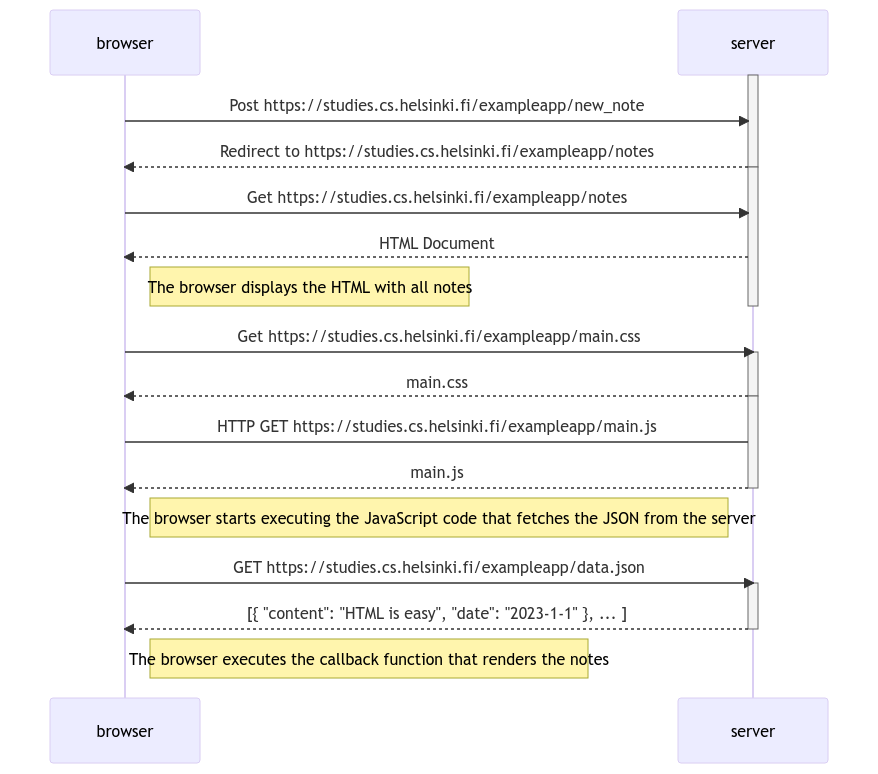 browser server
Post https://studies.cs.helsinki.fi/exampleapp/new_note
Redirect to https://studies.cs.helsinki.fi/exampleapp/notes
Get https://studies.cs.helsinki.fi/exampleapp/notes
HTML Document
The browser displays the HTML with all notes
Get https://studies.cs.helsinki.fi/exampleapp/main.css
main.css
HTTP GET https://studies.cs.helsinki.fi/exampleapp/main.js
main.js
The browser starts executing the JavaScript code that fetches the JSON from the server
GET https://studies.cs.helsinki.fi/exampleapp/data.json
[{ "content": "HTML is easy", "date": "2023-1-1" }, ... ]
The browser executes the callback function that renders the notes
browser server